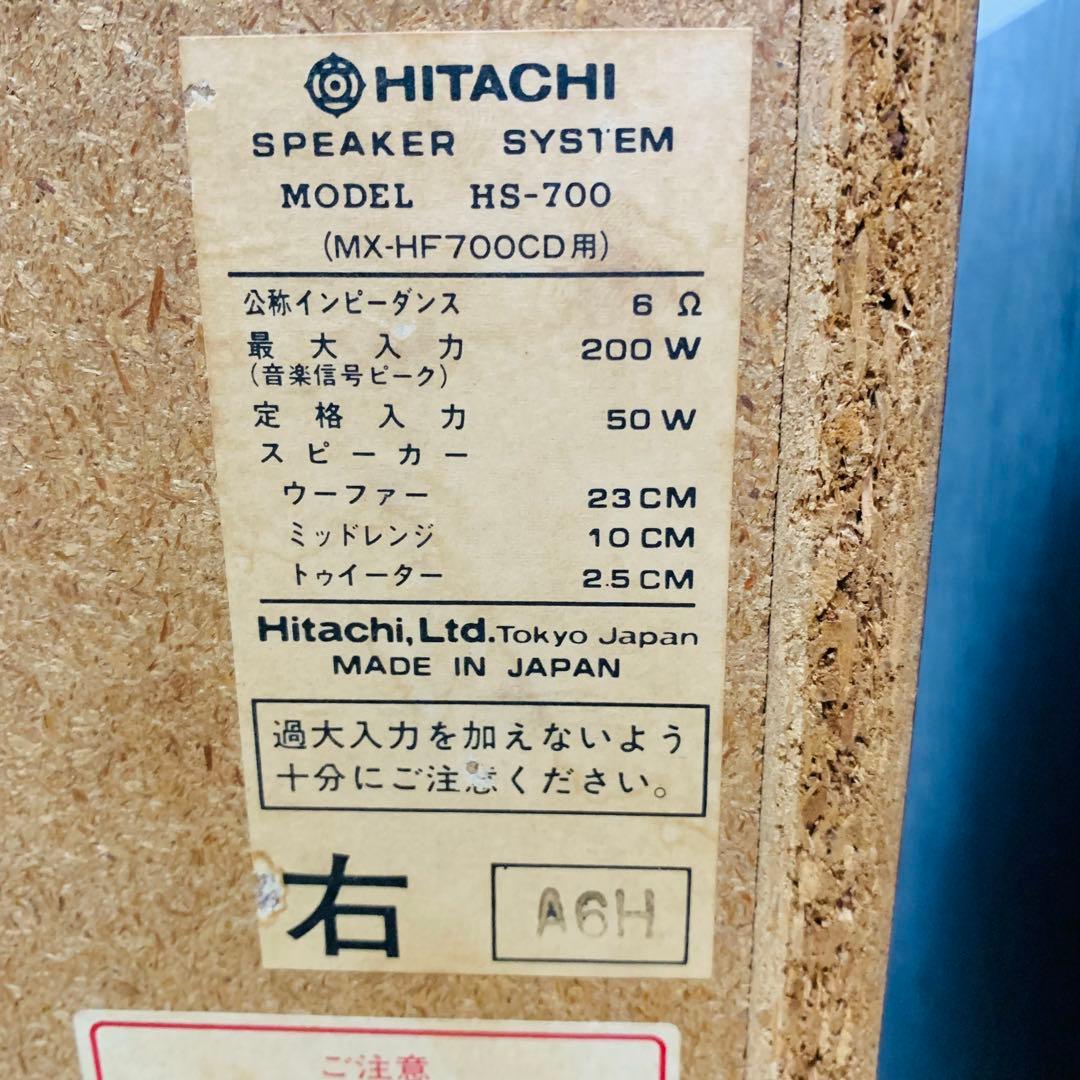 HITACHI
SPEAKER SYSTEM
MODEL HS-700
(MX-HF700CD用)
公称インピーダンス 6 Ω
最大入力 200 W
(音楽信号ピーク)
定格入力 50 W
スピーカー
ウーファー 23 CM
ミッドレンジ 10 CM
トゥイーター 2.5 CM
Hitachi, Ltd. Tokyo Japan
MADE IN JAPAN
過大入力を加えないよう
十分にご注意ください。
右 A6H
ご注意